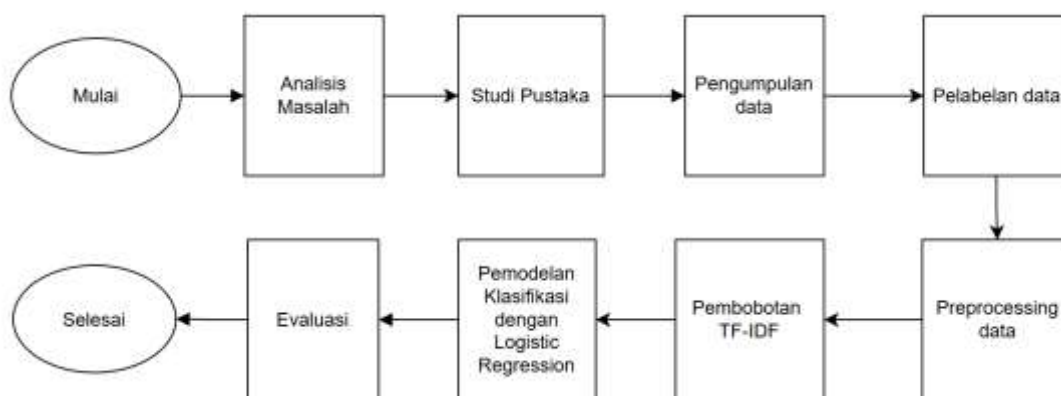 Mulai
Analisis
Masalah
Studi Pustaka
Pengumpulan
data
Pelabelan data
Preprocessing
data
Pembobotan
TF-IDF
Pemodelan
Klasifikasi
dengan
Logistic
Regression
Evaluasi
Selesai